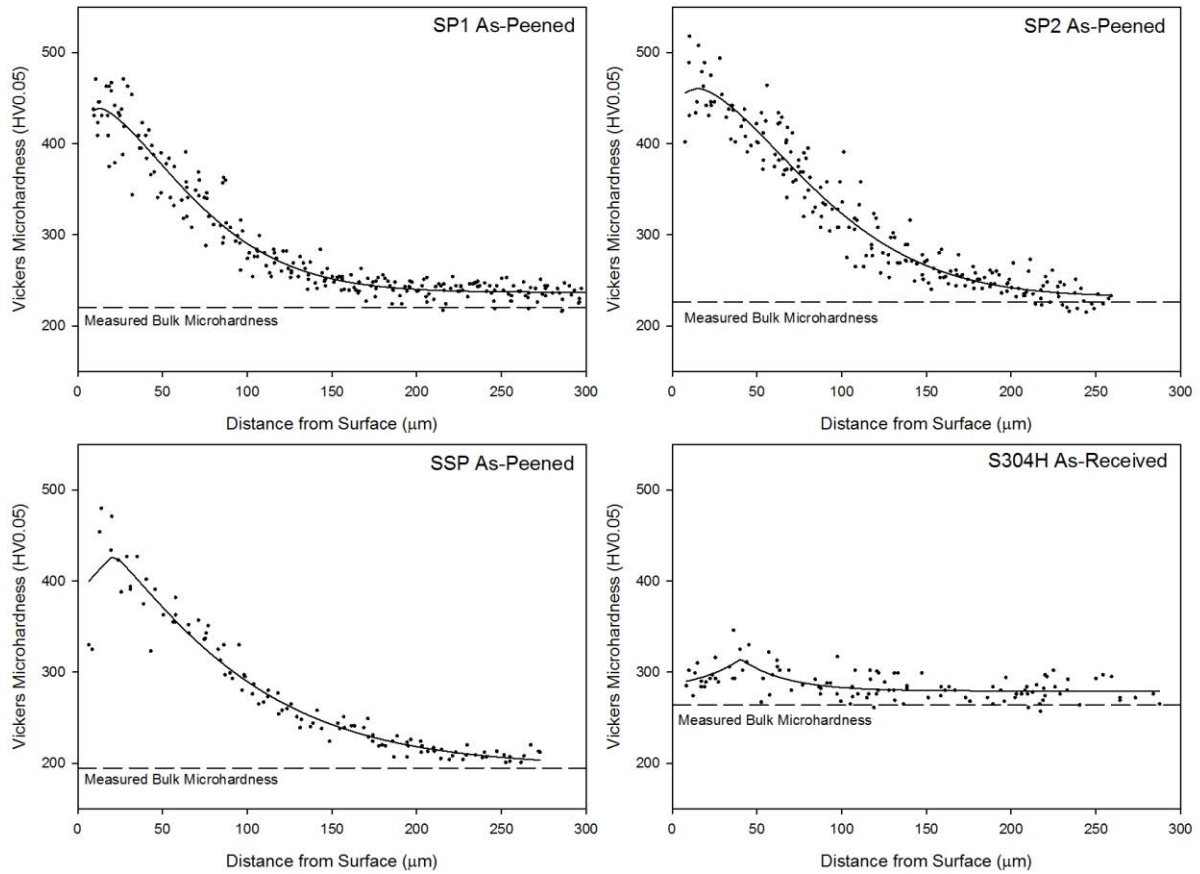 SP1 As-Peened
Vickers Microhardness (HV0.05)
500
400
300
200
Measured Bulk Microhardness
0 50 100 150 200 250 300
Distance from Surface (μm)
SP2 As-Peened
Vickers Microhardness (HV0.05)
500
400
300
200
Measured Bulk Microhardness
0 50 100 150 200 250 300
Distance from Surface (μm)
SSP As-Peened
Vickers Microhardness (HV0.05)
500
400
300
200
Measured Bulk Microhardness
0 50 100 150 200 250 300
Distance from Surface (μm)
S304H As-Received
Vickers Microhardness (HV0.05)
500
400
300
200
Measured Bulk Microhardness
0 50 100 150 200 250 300
Distance from Surface (μm)